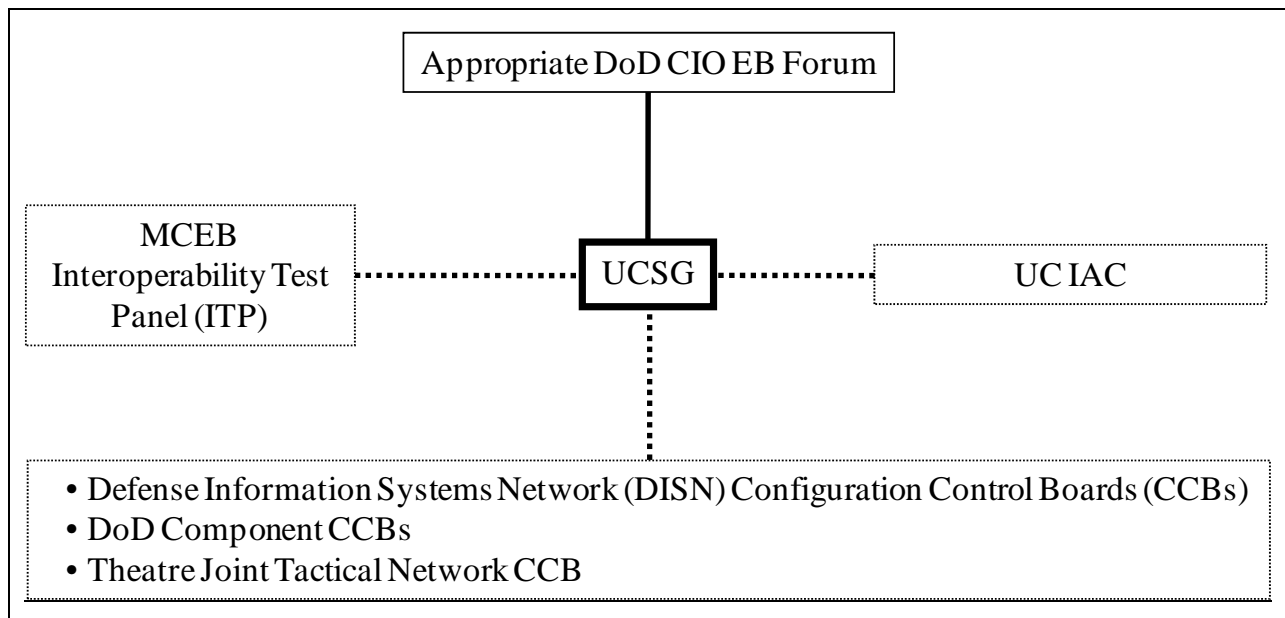 Appropriate DoD CIO EB Forum
MCEB
Interoperability Test
Panel (ITP)
UCSG
UC IAC
• Defense Information Systems Network (DISN) Configuration Control Boards (CCBs)
• DoD Component CCBs
• Theatre Joint Tactical Network CCB